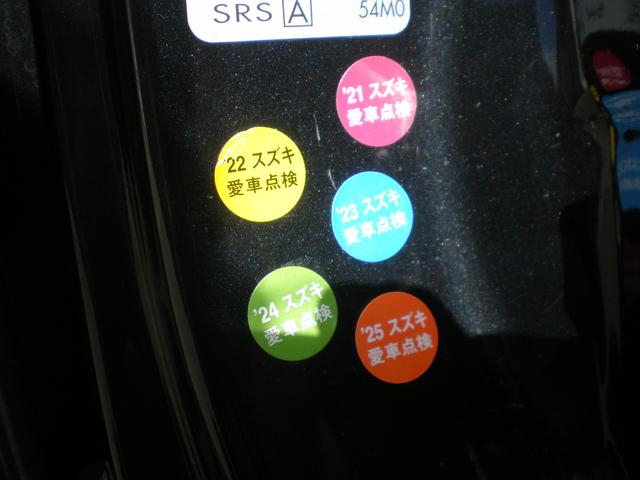 SRS A 54M0
'21 スズキ
愛車点検
'22 スズキ
愛車点検
'23 スズキ
愛車点検
'24 スズキ
愛車点検
'25 スズキ
愛車点検